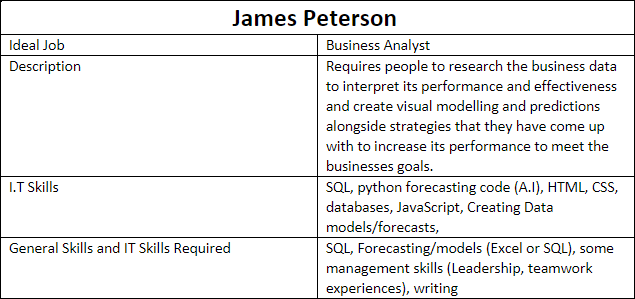 James Peterson
Ideal Job
Business Analyst
Description
Requires people to research the business data
to interpret its performance and effectiveness
and create visual modelling and predictions
alongside strategies that they have come up
with to increase its performance to meet the
businesses goals.
I.T Skills
SQL, python forecasting code (A.I), HTML, CSS,
databases, JavaScript, Creating Data
models/forecasts,
General Skills and IT Skills Required
SQL, Forecasting/models (Excel or SQL), some
management skills (Leadership, teamwork
experiences), writing